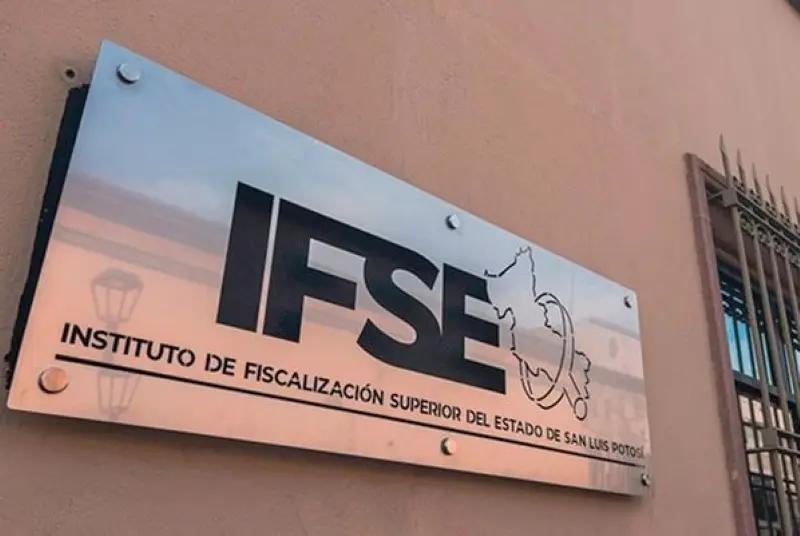 IFSE
INSTITUTO DE FISCALIZACIÓN SUPERIOR DEL ESTADO DE SAN LUIS POTOSÍ